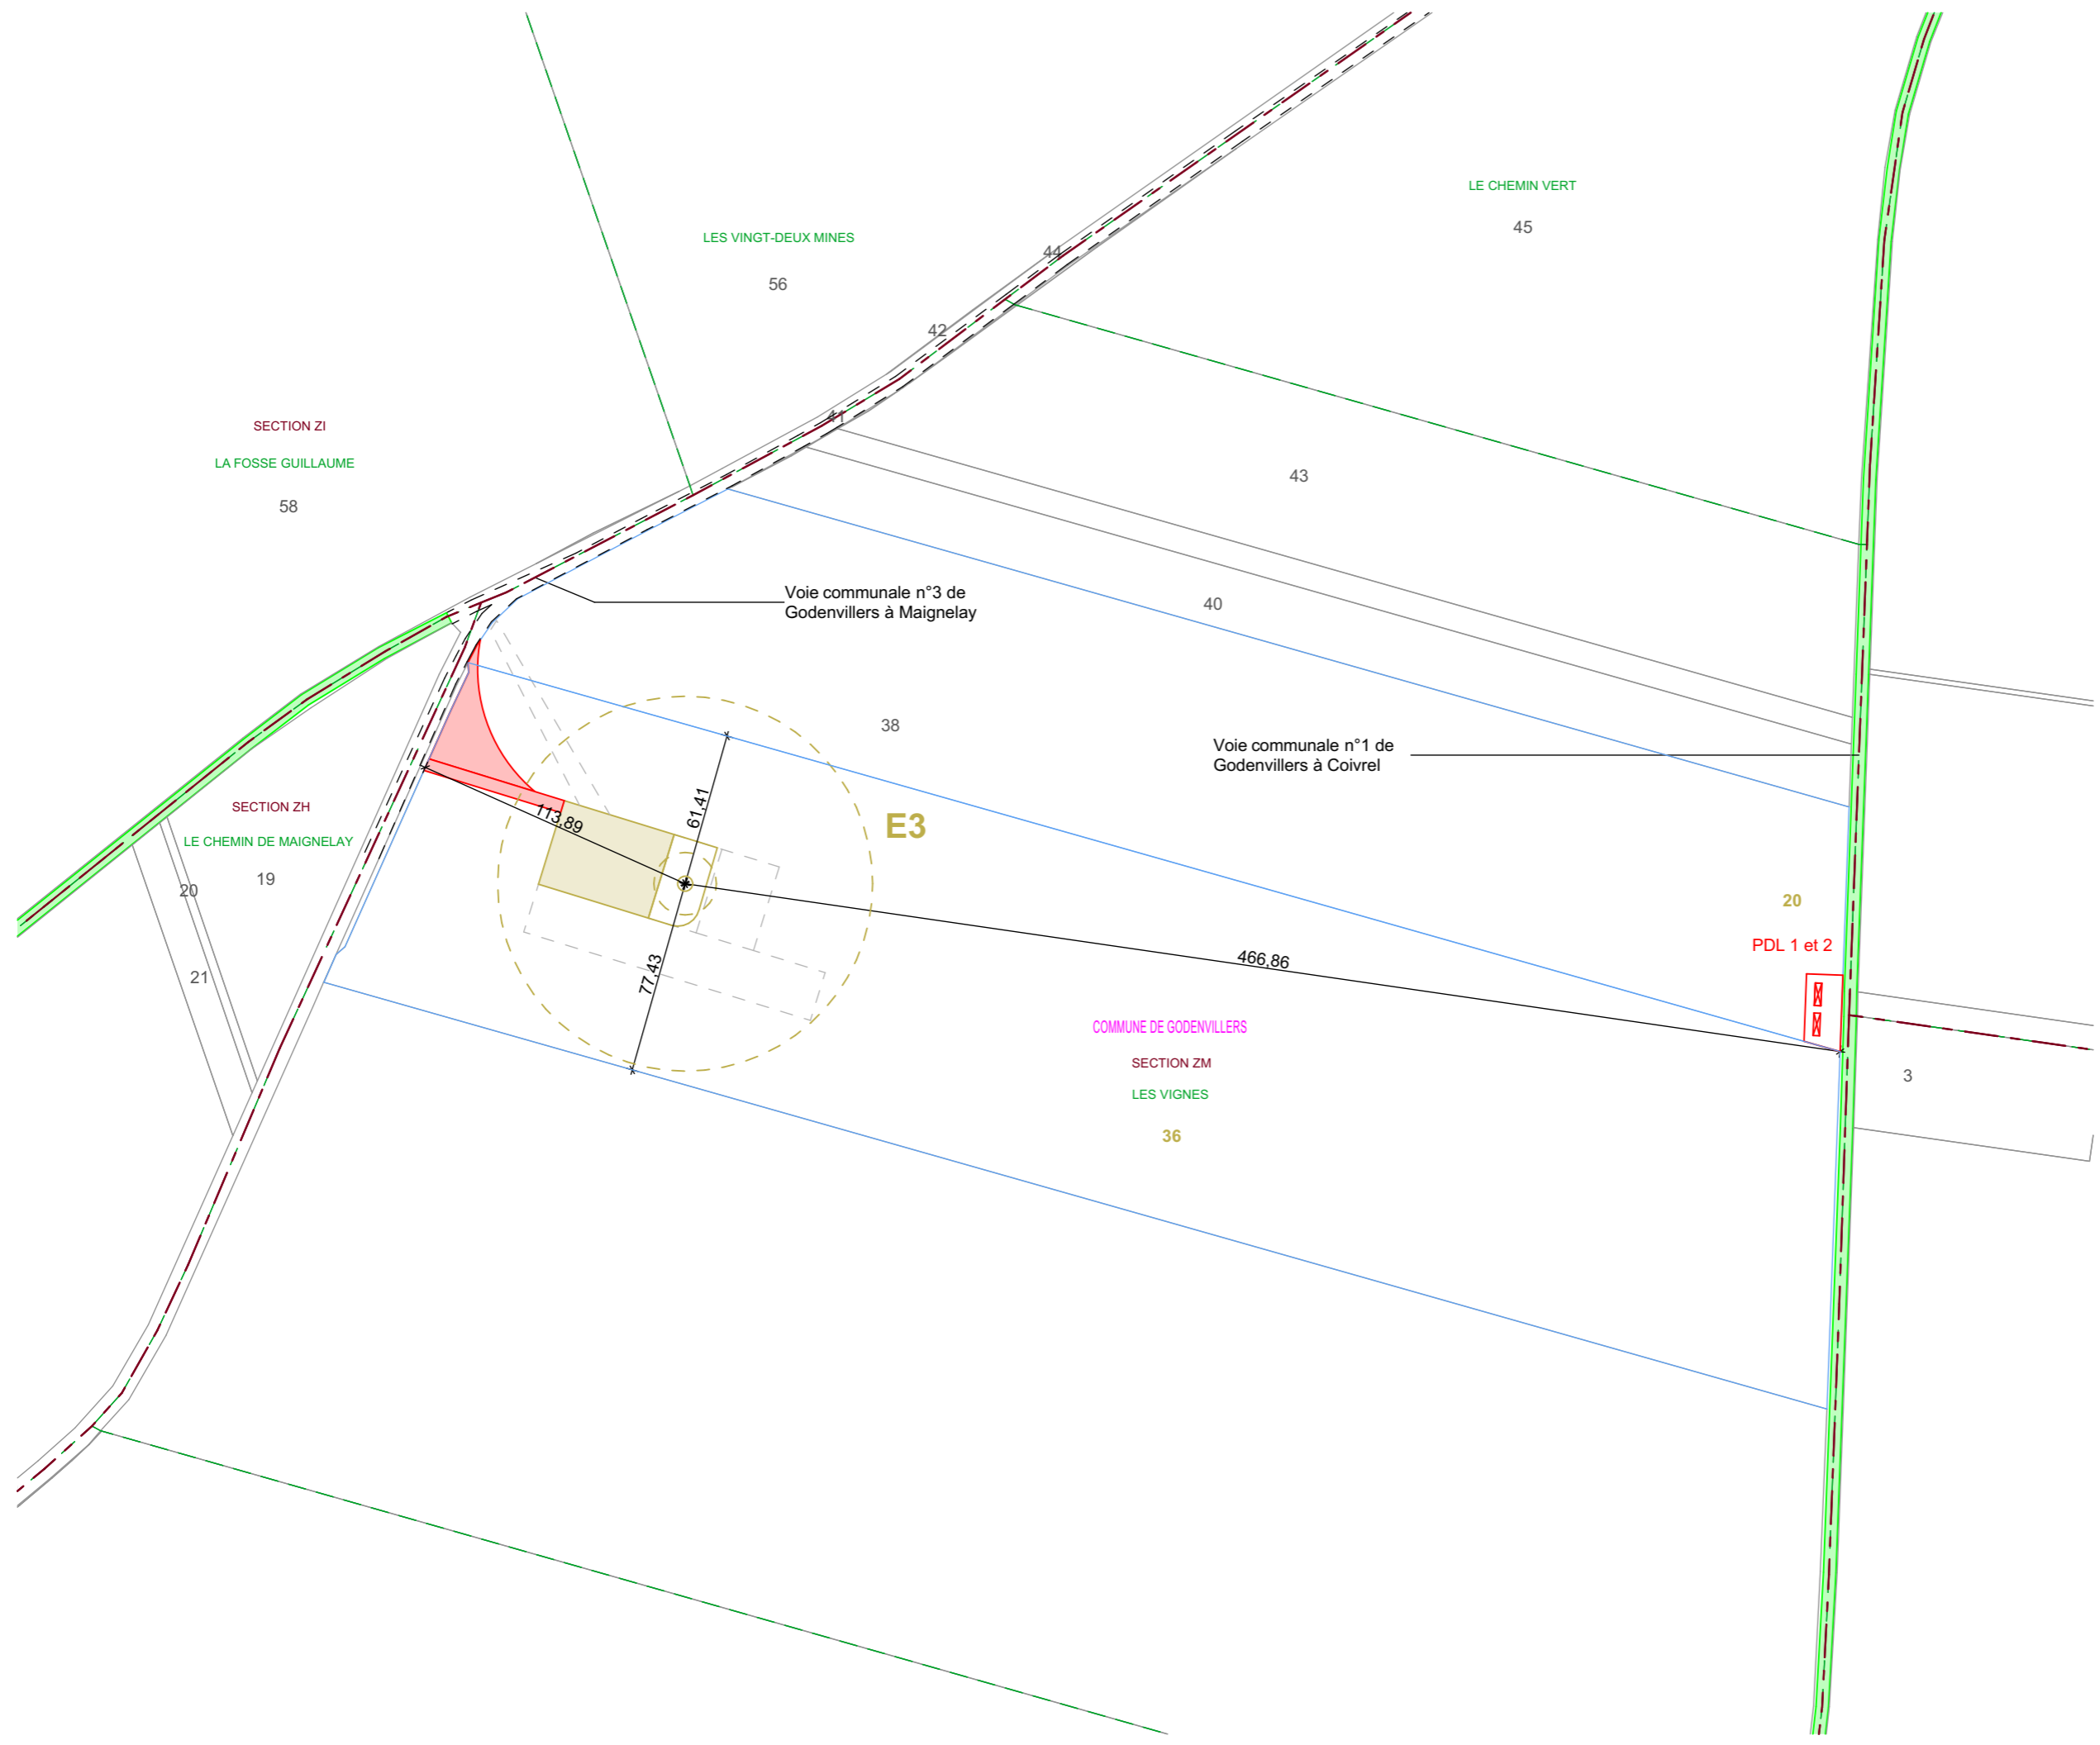 LE CHEMIN VERT
45
LES VINGT-DEUX MINES
56
44
42
41
SECTION ZI
LA FOSSE GUILLAUME
58
43
Voie communale n°3 de
Godenvillers à Maignelay
40
38
Voie communale n°1 de
Godenvillers à Coivrel
SECTION ZH
LE CHEMIN DE MAIGNELAY
19
20
21
113,89
61,41
E3
77,43
466,86
20
PDL 1 et 2
COMMUNE DE GODENVILLERS
SECTION ZM
LES VIGNES
36
3